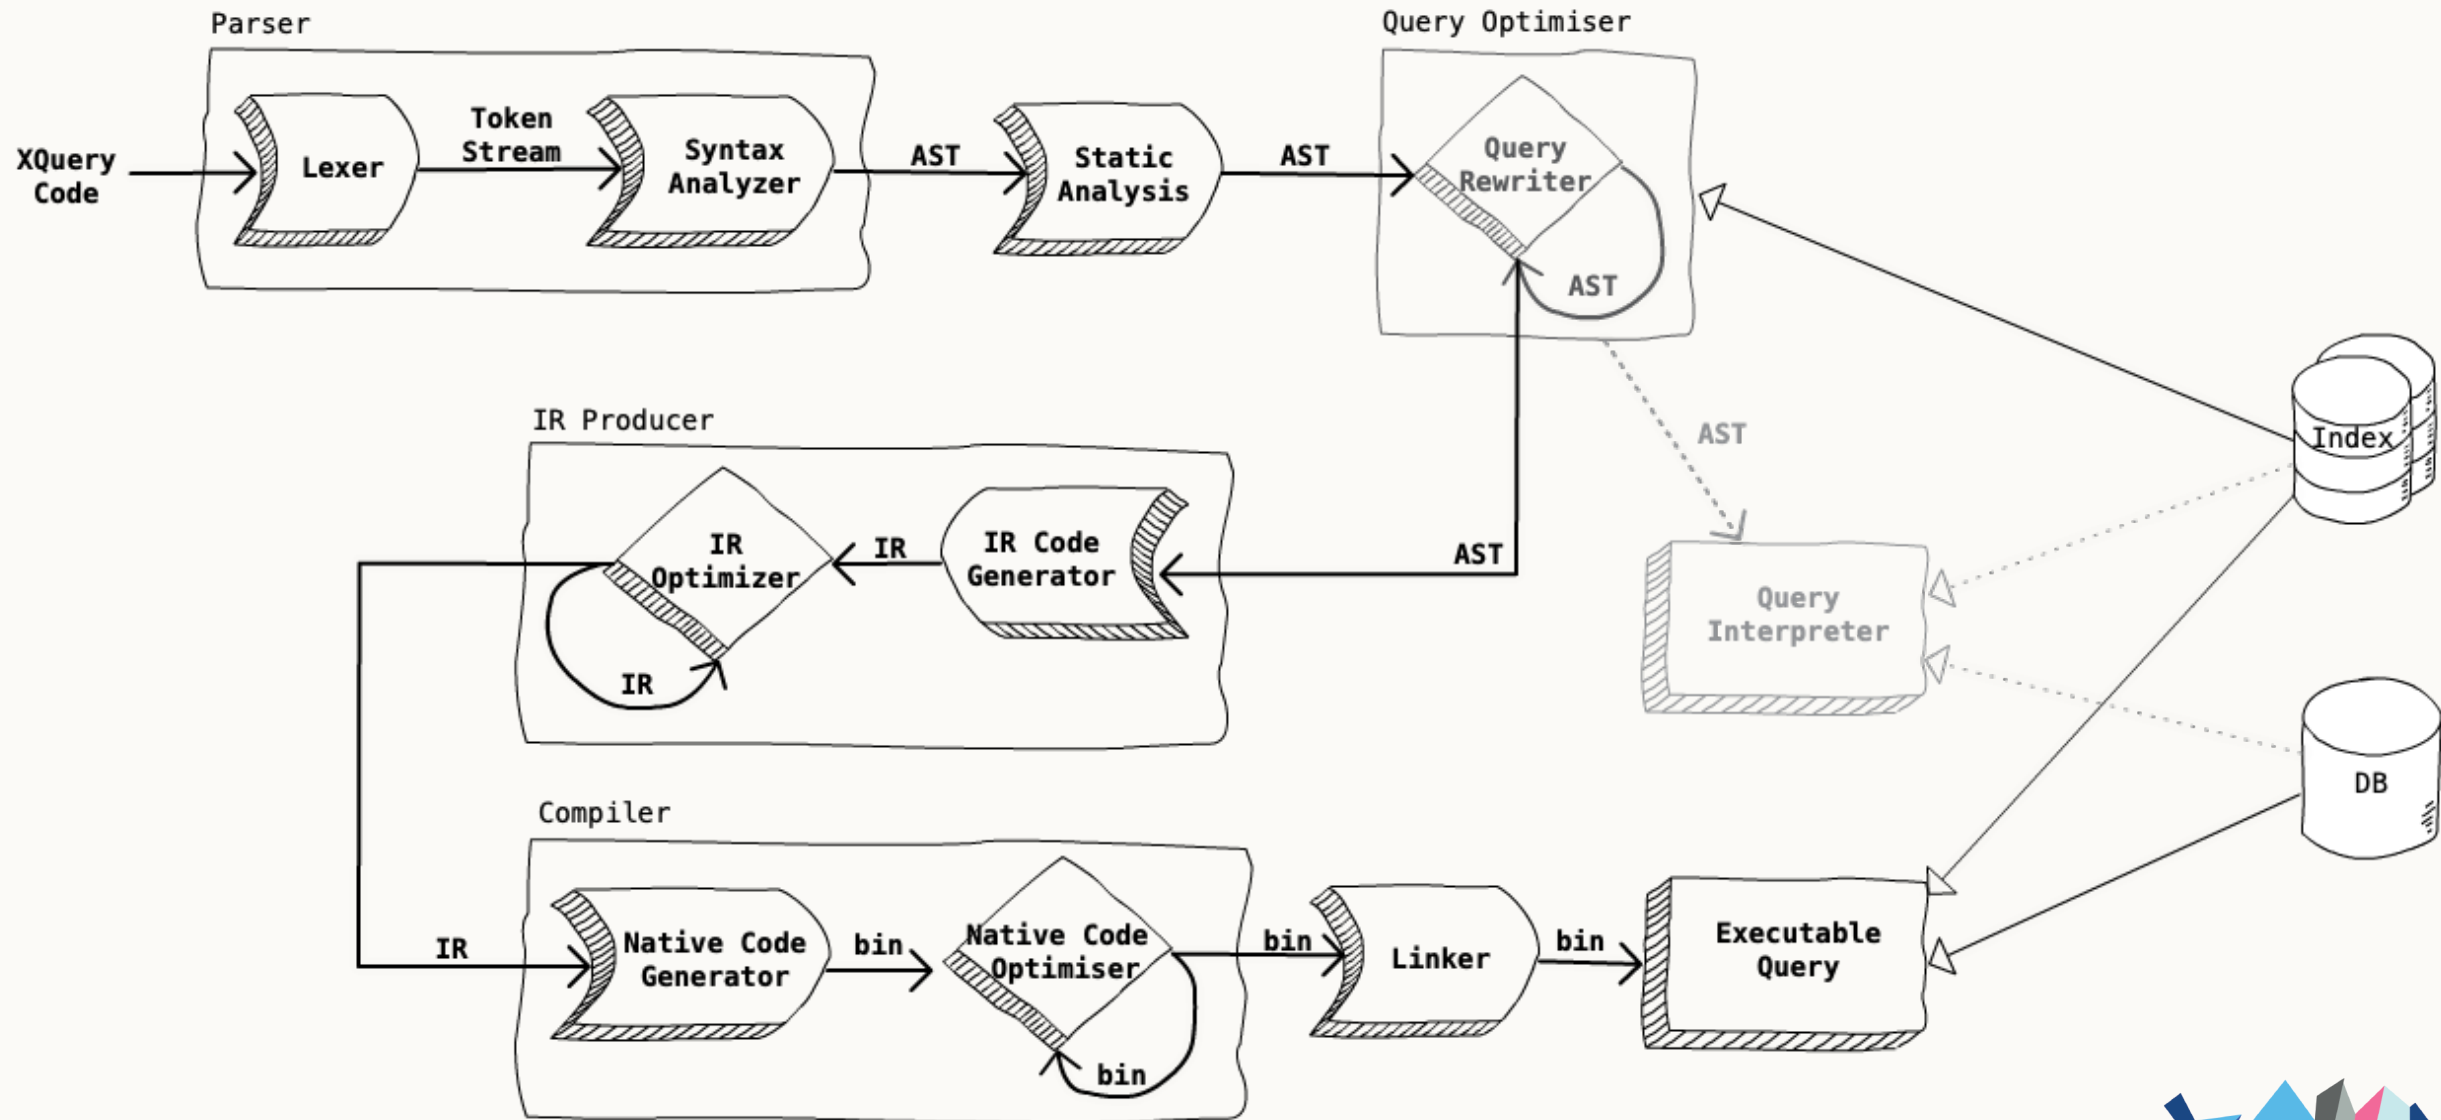 Parser
Query Optimiser
XQuery
Code
Lexer
Token
Stream
Syntax
Analyzer
AST
Static
Analysis
AST
Query
Rewriter
AST
IR Producer
IR
Optimizer
IR
IR
IR Code
Generator
AST
AST
Query
Interpreter
Index
DB
Compiler
IR
Native Code
Generator
bin
Native Code
Optimiser
bin
bin
Linker
bin
Executable
Query